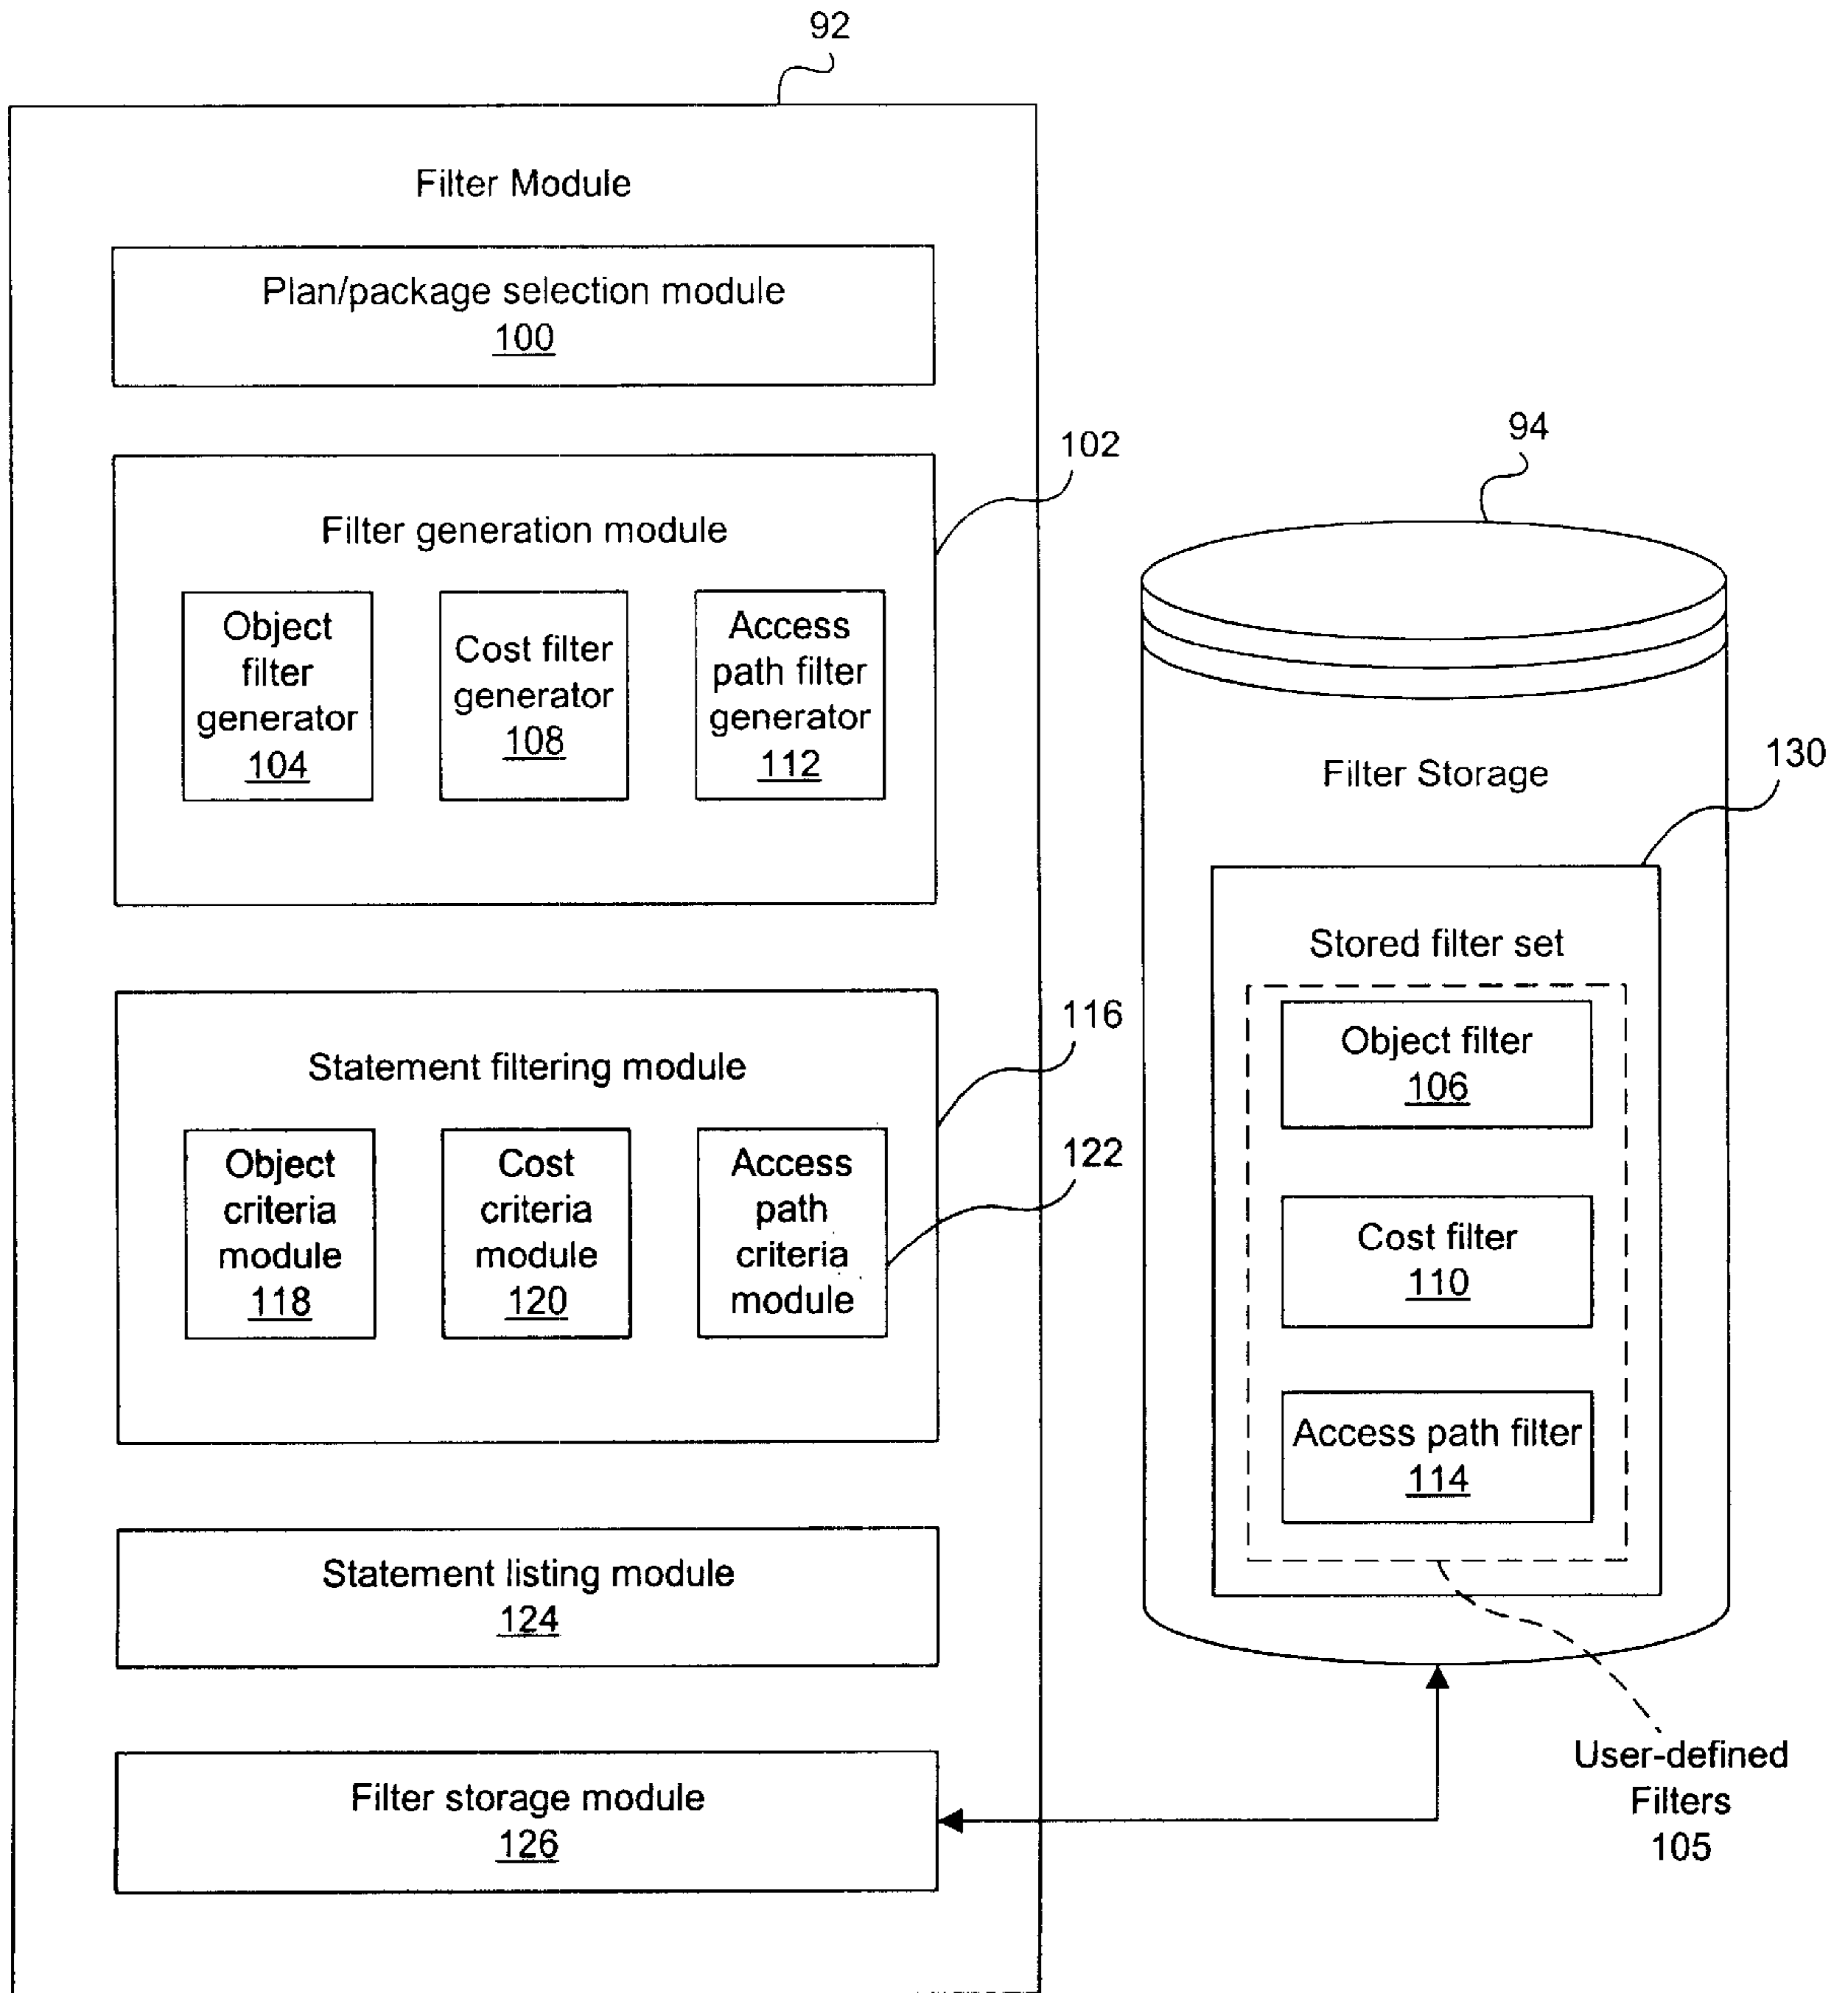 92
Filter Module
Plan/package selection module
100
102
Filter generation module
Object
filter
generator
104
Cost filter
generator
108
Access
path filter
generator
112
116
Statement filtering module
Object
criteria
module
118
Cost
criteria
module
120
Access
path
criteria
module
122
Statement listing module
124
Filter storage module
126
94
Filter Storage
130
Stored filter set
Object filter
106
Cost filter
110
Access path filter
114
User-defined
Filters
105